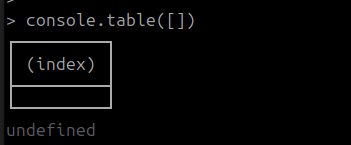 > console.table([])
(index)
undefined